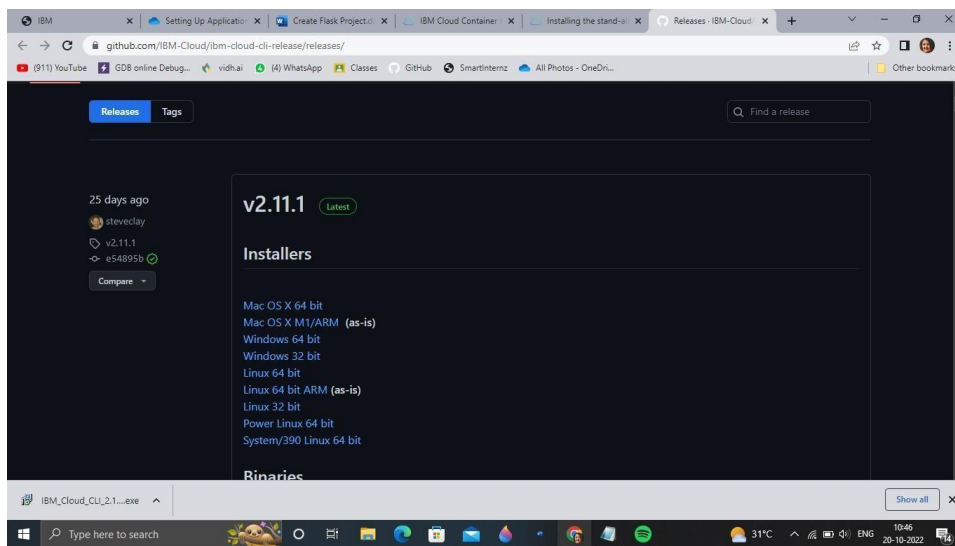 IBM
Setting Up Applicatio
Create Flask Project.d
IBM Cloud Container
Installing the stand-al
Releases · IBM-Cloud/
github.com/IBM-Cloud/ibm-cloud-cli-release/releases/
(911) YouTube
GDB online Debug...
vidh.ai
(4) WhatsApp
Classes
GitHub
SmartInternz
All Photos - OneDri...
Other bookmark
Releases
Tags
Find a release
25 days ago
steveclay
v2.11.1
e54895b
Compare
v2.11.1 Latest
Installers
Mac OS X 64 bit
Mac OS X M1/ARM (as-is)
Windows 64 bit
Windows 32 bit
Linux 64 bit
Linux 64 bit ARM (as-is)
Linux 32 bit
Power Linux 64 bit
System/390 Linux 64 bit
Binaries
IBM_Cloud_CLI_2.1....exe
Show all
Type here to search
31°C
ENG
10:46
20-10-2022
14